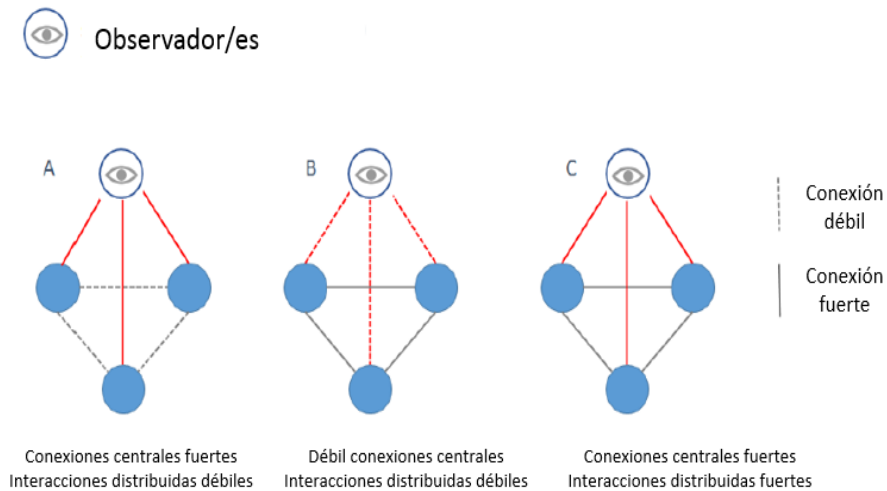 Observador/es
A
B
C
Conexión
débil
Conexión
fuerte
Conexiones centrales fuertes
Interacciones distribuidas débiles
Débil conexiones centrales
Interacciones distribuidas débiles
Conexiones centrales fuertes
Interacciones distribuidas fuertes